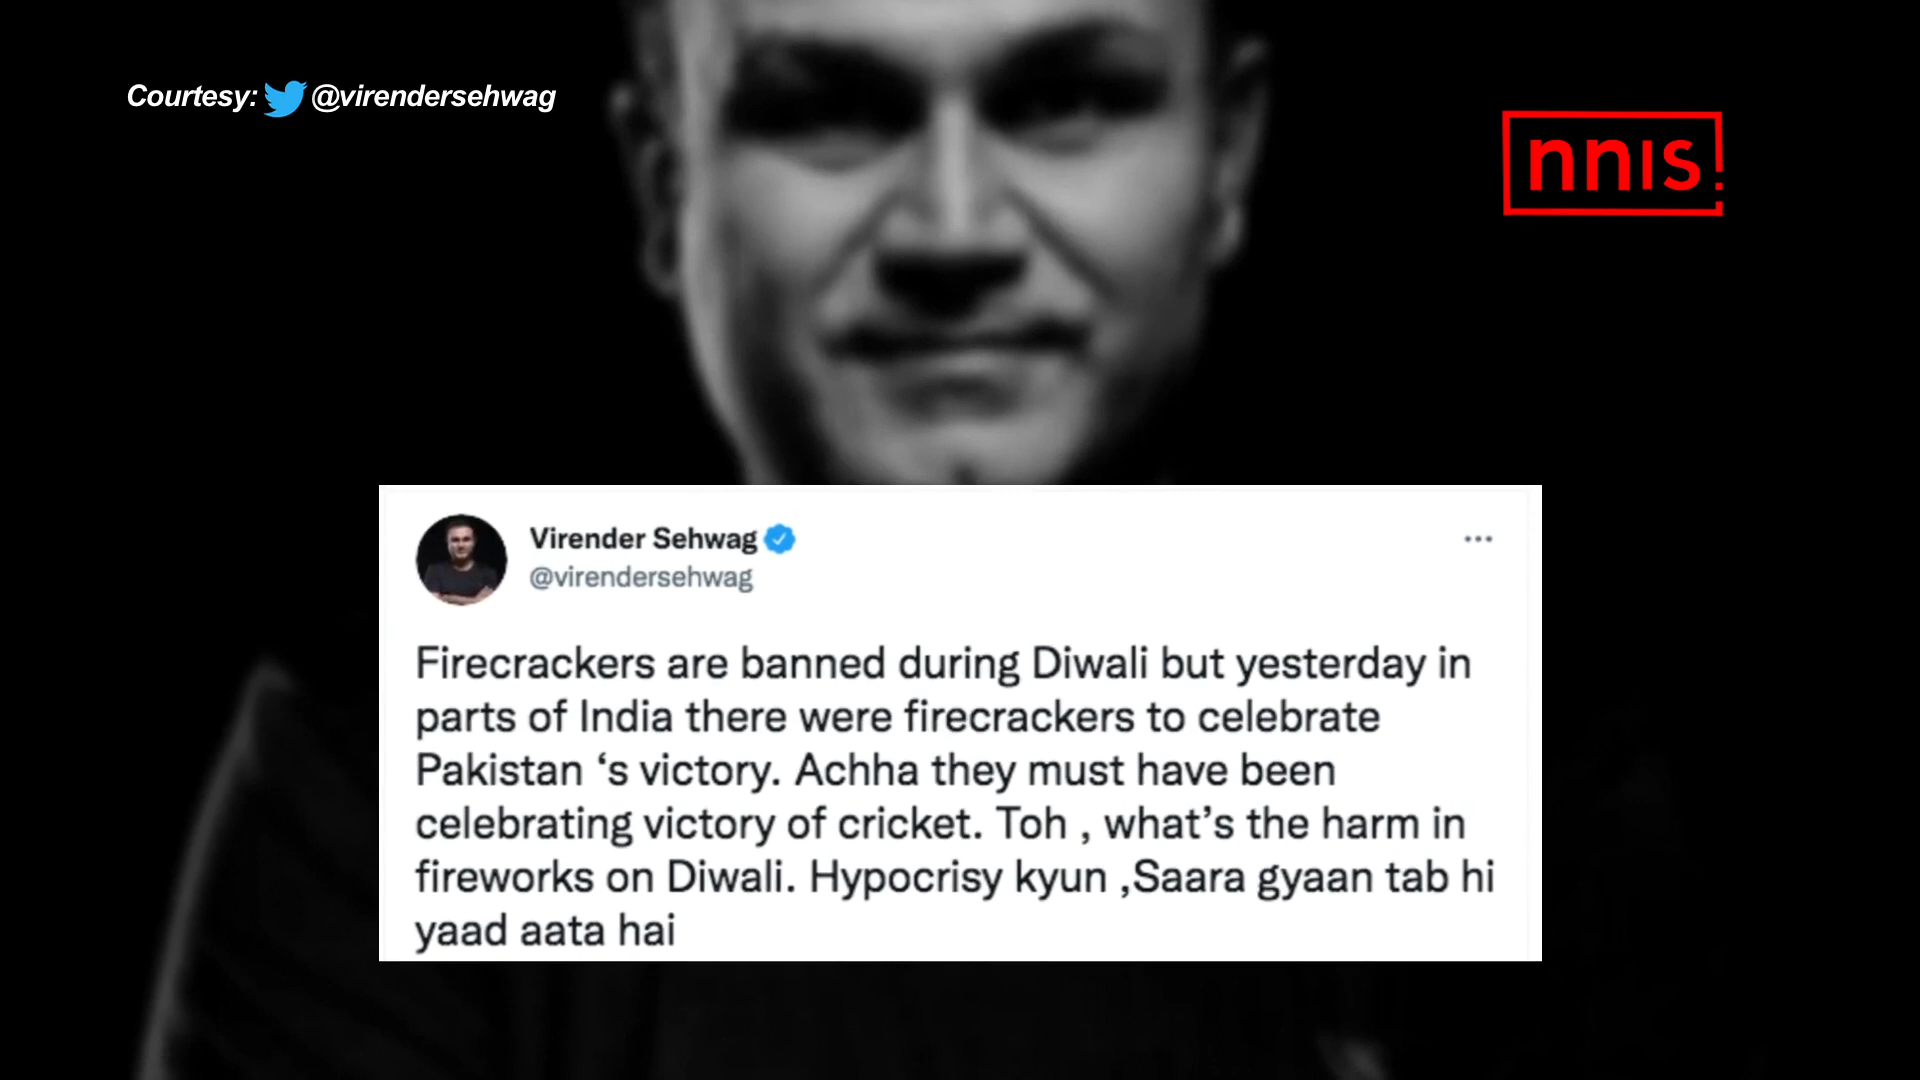 Courtesy: @virendersehwag
nnis
Virender Sehwag
@virendersehwag
Firecrackers are banned during Diwali but yesterday in
parts of India there were firecrackers to celebrate
Pakistan ‘s victory. Achha they must have been
celebrating victory of cricket. Toh , what’s the harm in
fireworks on Diwali. Hypocrisy kyun ,Saara gyaan tab hi
yaad aata hai